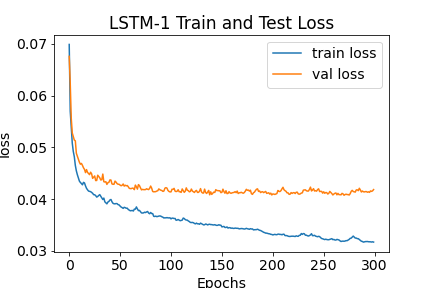 LSTM-1 Train and Test Loss
train loss
val loss
0.07
0.06
0.05
0.04
0.03
loss
0 50 100 150 200 250 300
Epochs